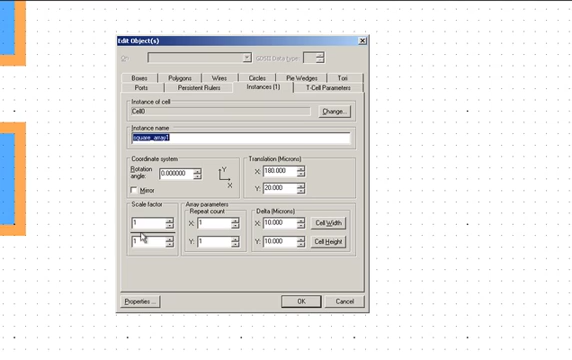 Edit Object(s)
GDSII Data type:
Boxes Polygons Wires Circles Pie Wedges Tori
Ports Persistent Rulers Instances (1) T-Cell Parameters
Instance of cell
Cell0 Change...
Instance name
square_array1
Coordinate system Translation (Microns)
Rotation angle: 0.000000 Y X X: 180.000
Mirror Y: 20.000
Scale factor Array parameters
Repeat count Delta (Microns)
1 X: 1 X: 10.000 Cell Width
1 Y: 1 Y: 10.000 Cell Height
Properties ... OK Cancel